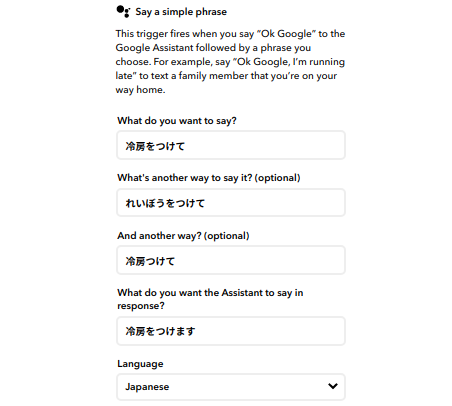 Say a simple phrase
This trigger fires when you say “Ok Google” to the
Google Assistant followed by a phrase you
choose. For example, say “Ok Google, I’m running
late” to text a family member that you’re on your
way home.
What do you want to say?
冷房をつけて
What's another way to say it? (optional)
れいぼうをつけて
And another way? (optional)
冷房つけて
What do you want the Assistant to say in
response?
冷房をつけます
Language
Japanese